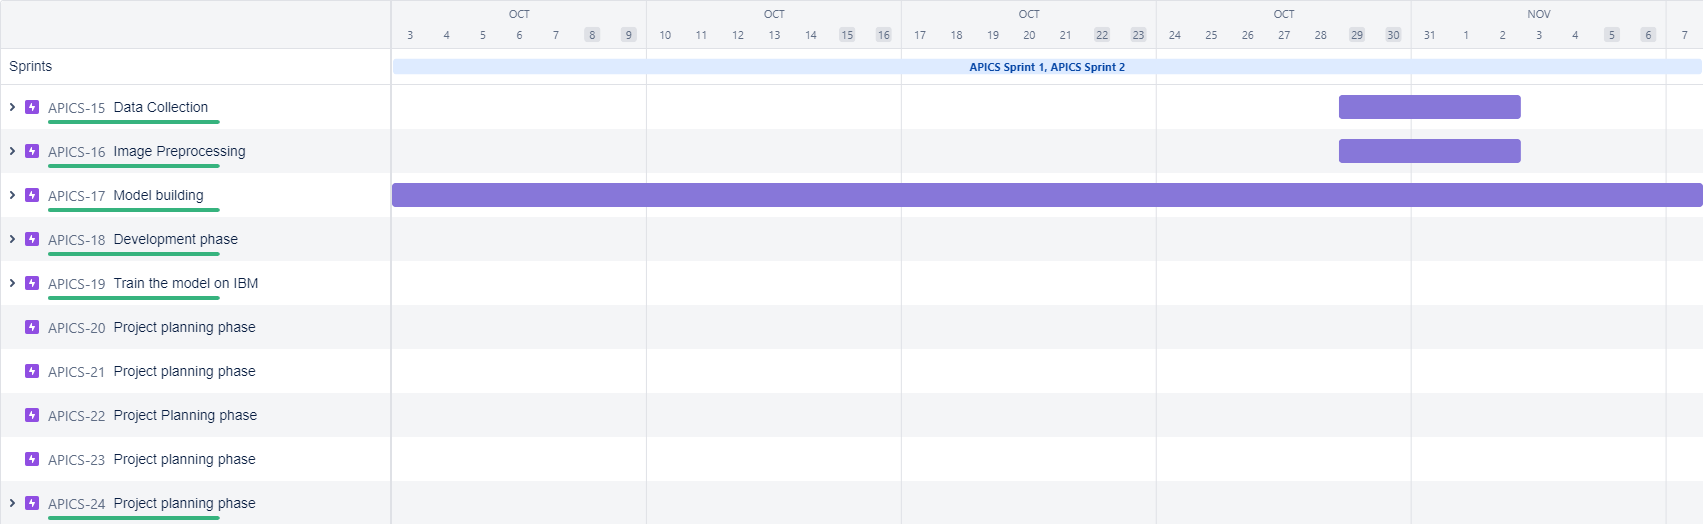 OCT OCT OCT OCT NOV
3 4 5 6 7 8 9 10 11 12 13 14 15 16 17 18 19 20 21 22 23 24 25 26 27 28 29 30 31 1 2 3 4 5 6 7
Sprints APICS Sprint 1, APICS Sprint 2
APICS-15 Data Collection
APICS-16 Image Preprocessing
APICS-17 Model building
APICS-18 Development phase
APICS-19 Train the model on IBM
APICS-20 Project planning phase
APICS-21 Project planning phase
APICS-22 Project Planning phase
APICS-23 Project planning phase
APICS-24 Project planning phase